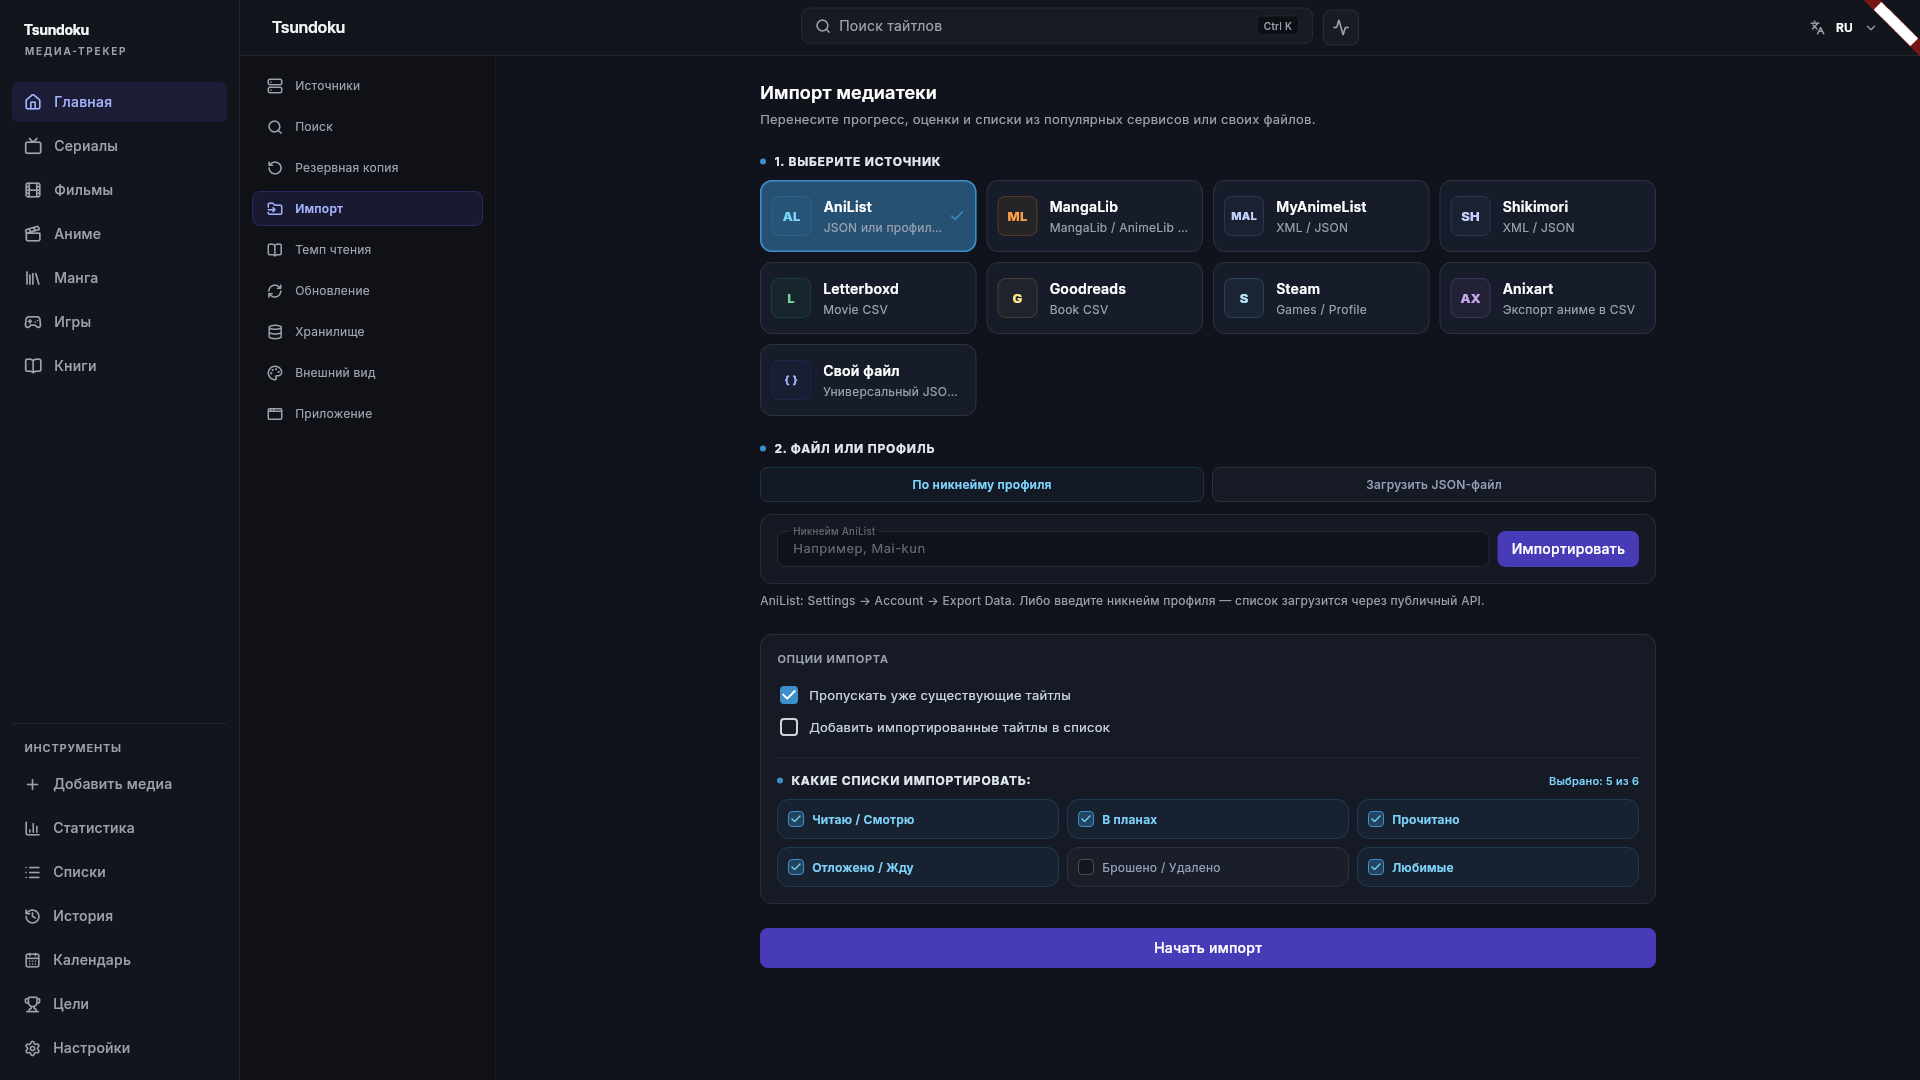 Tsundoku
МЕДИА-ТРЕКЕР
Главная
Сериалы
Фильмы
Аниме
Манга
Игры
Книги
ИНСТРУМЕНТЫ
Добавить медиа
Статистика
Списки
История
Календарь
Цели
Настройки
Tsundoku
Поиск тайтлов
Ctrl K
RU
Источники
Поиск
Резервная копия
Импорт
Темп чтения
Обновление
Хранилище
Внешний вид
Приложение
Импорт медиатеки
Перенесите прогресс, оценки и списки из популярных сервисов или своих файлов.
1. ВЫБЕРИТЕ ИСТОЧНИК
AL
AniList
JSON или профил...
ML
MangaLib
MangaLib / AnimeLib ...
MAL
MyAnimeList
XML / JSON
SH
Shikimori
XML / JSON
L
Letterboxd
Movie CSV
G
Goodreads
Book CSV
S
Steam
Games / Profile
AX
Anixart
Экспорт аниме в CSV
{ }
Свой файл
Универсальный JSO...
2. ФАЙЛ ИЛИ ПРОФИЛЬ
По никнейму профиля
Загрузить JSON-файл
Никнейм AniList
Например, Mai-kun
Импортировать
AniList: Settings → Account → Export Data. Либо введите никнейм профиля — список загрузится через публичный API.
ОПЦИИ ИМПОРТА
Пропускать уже существующие тайтлы
Добавить импортированные тайтлы в список
КАКИЕ СПИСКИ ИМПОРТИРОВАТЬ:
Выбрано: 5 из 6
Читаю / Смотрю
В планах
Прочитано
Отложено / Жду
Брошено / Удалено
Любимые
Начать импорт